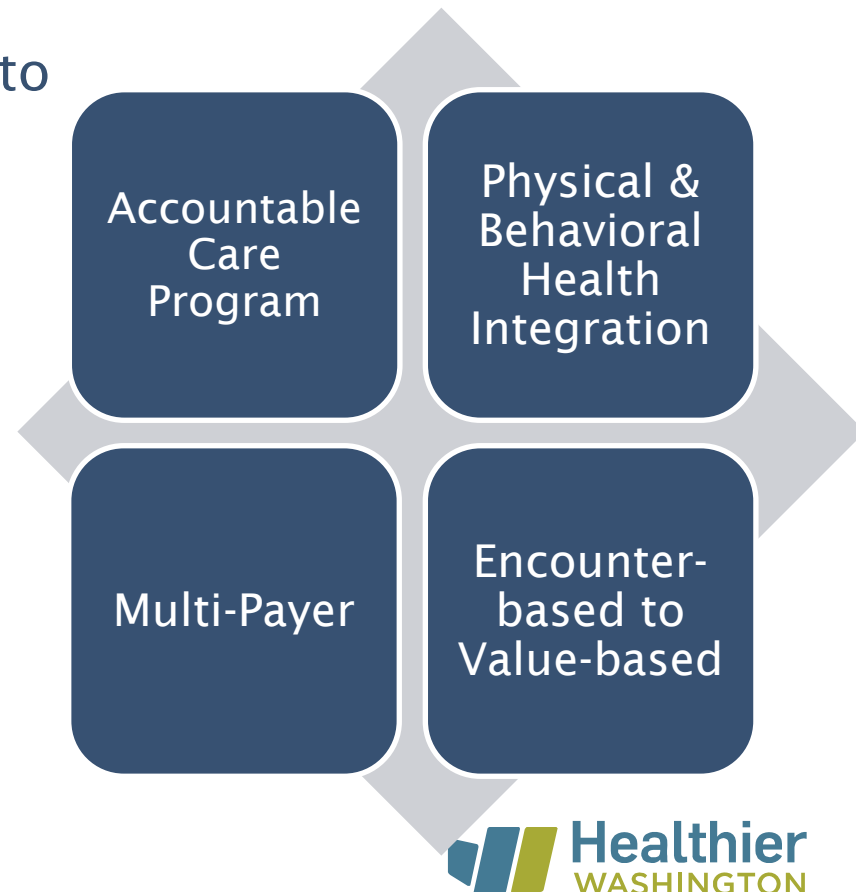 to
Accountable
Care
Program
Physical &
Behavioral
Health
Integration
Multi-Payer
Encounter-
based to
Value-based
Healthier
WASHINGTON